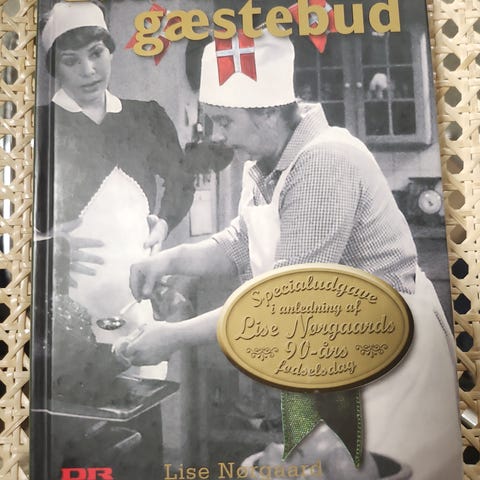 gæstebud
Specialudgave
i anledning af
Lise Nørgaards
90-års
fødselsdag
Lise Nørgaard
DR